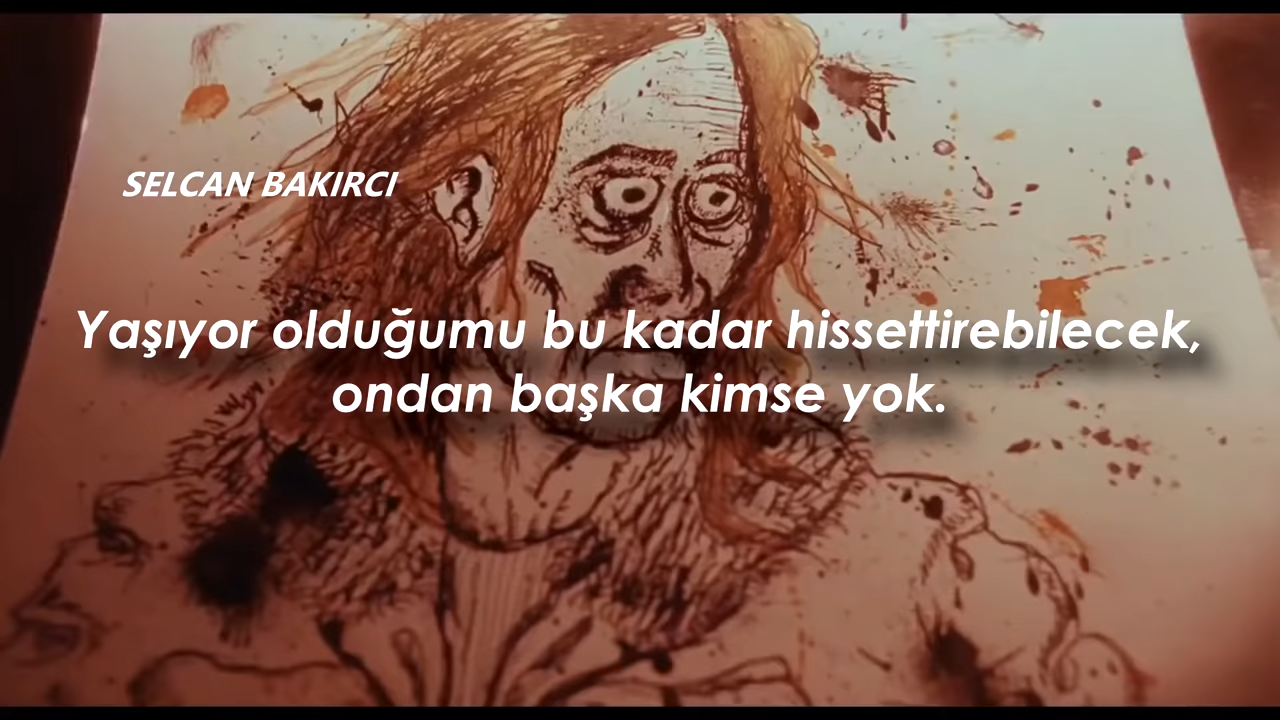 SELCAN BAKIRCI
Yaşıyor olduğumu bu kadar hissettirebilecek,
ondan başka kimse yok.